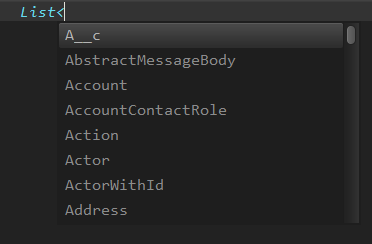 List<
A__c
AbstractMessageBody
Account
AccountContactRole
Action
Actor
ActorWithId
Address